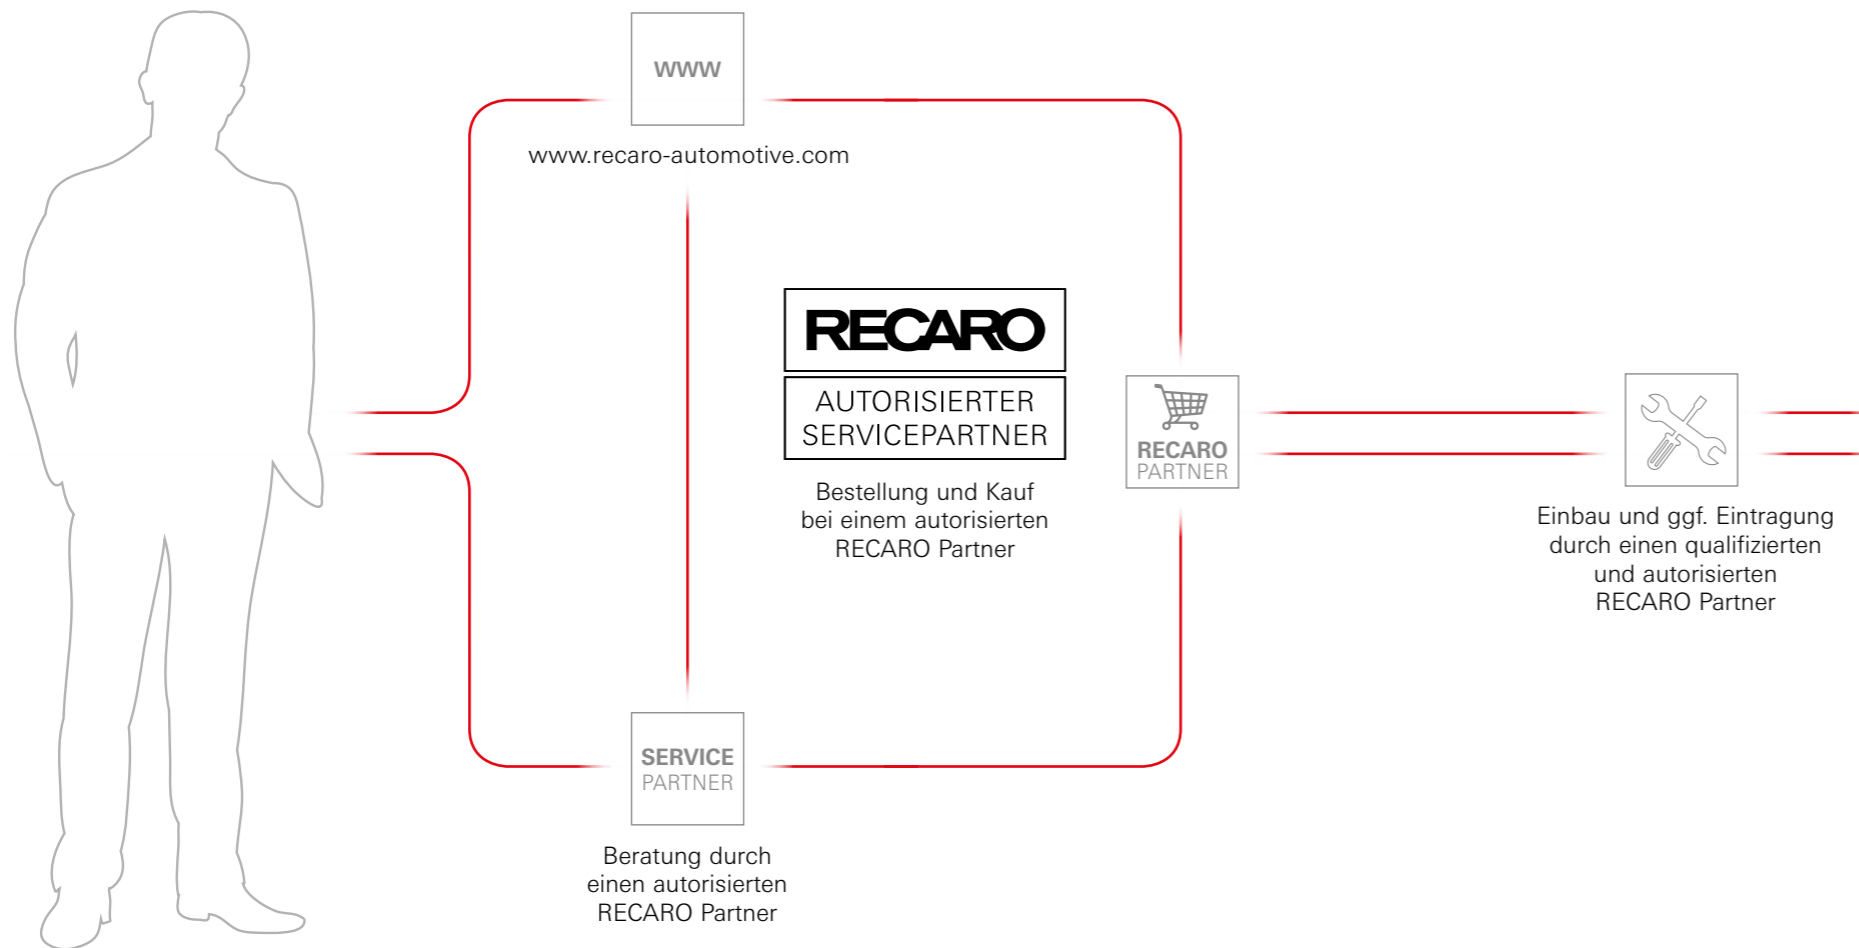 www
www.recaro-automotive.com
RECARO
AUTORISIERTER
SERVICEPARTNER
Bestellung und Kauf
bei einem autorisierten
RECARO Partner
RECARO
PARTNER
Einbau und ggf. Eintragung
durch einen qualifizierten
und autorisierten
RECARO Partner
SERVICE
PARTNER
Beratung durch
einen autorisierten
RECARO Partner